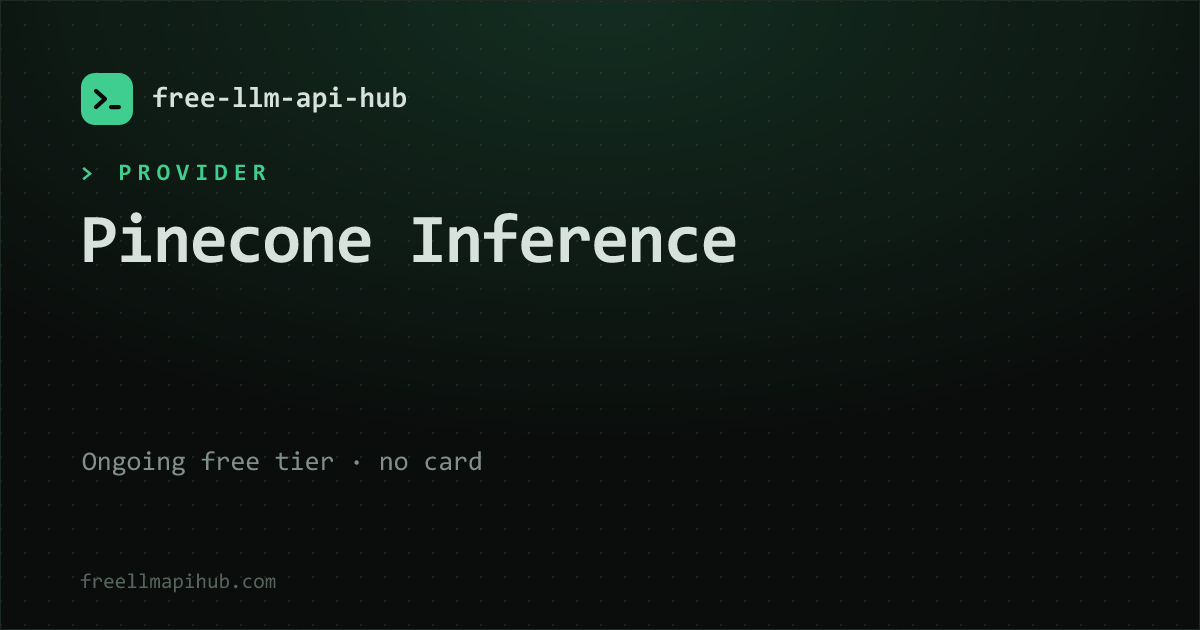 free-llm-api-hub
> PROVIDER
Pinecone Inference
Ongoing free tier · no card
freellmapihub.com